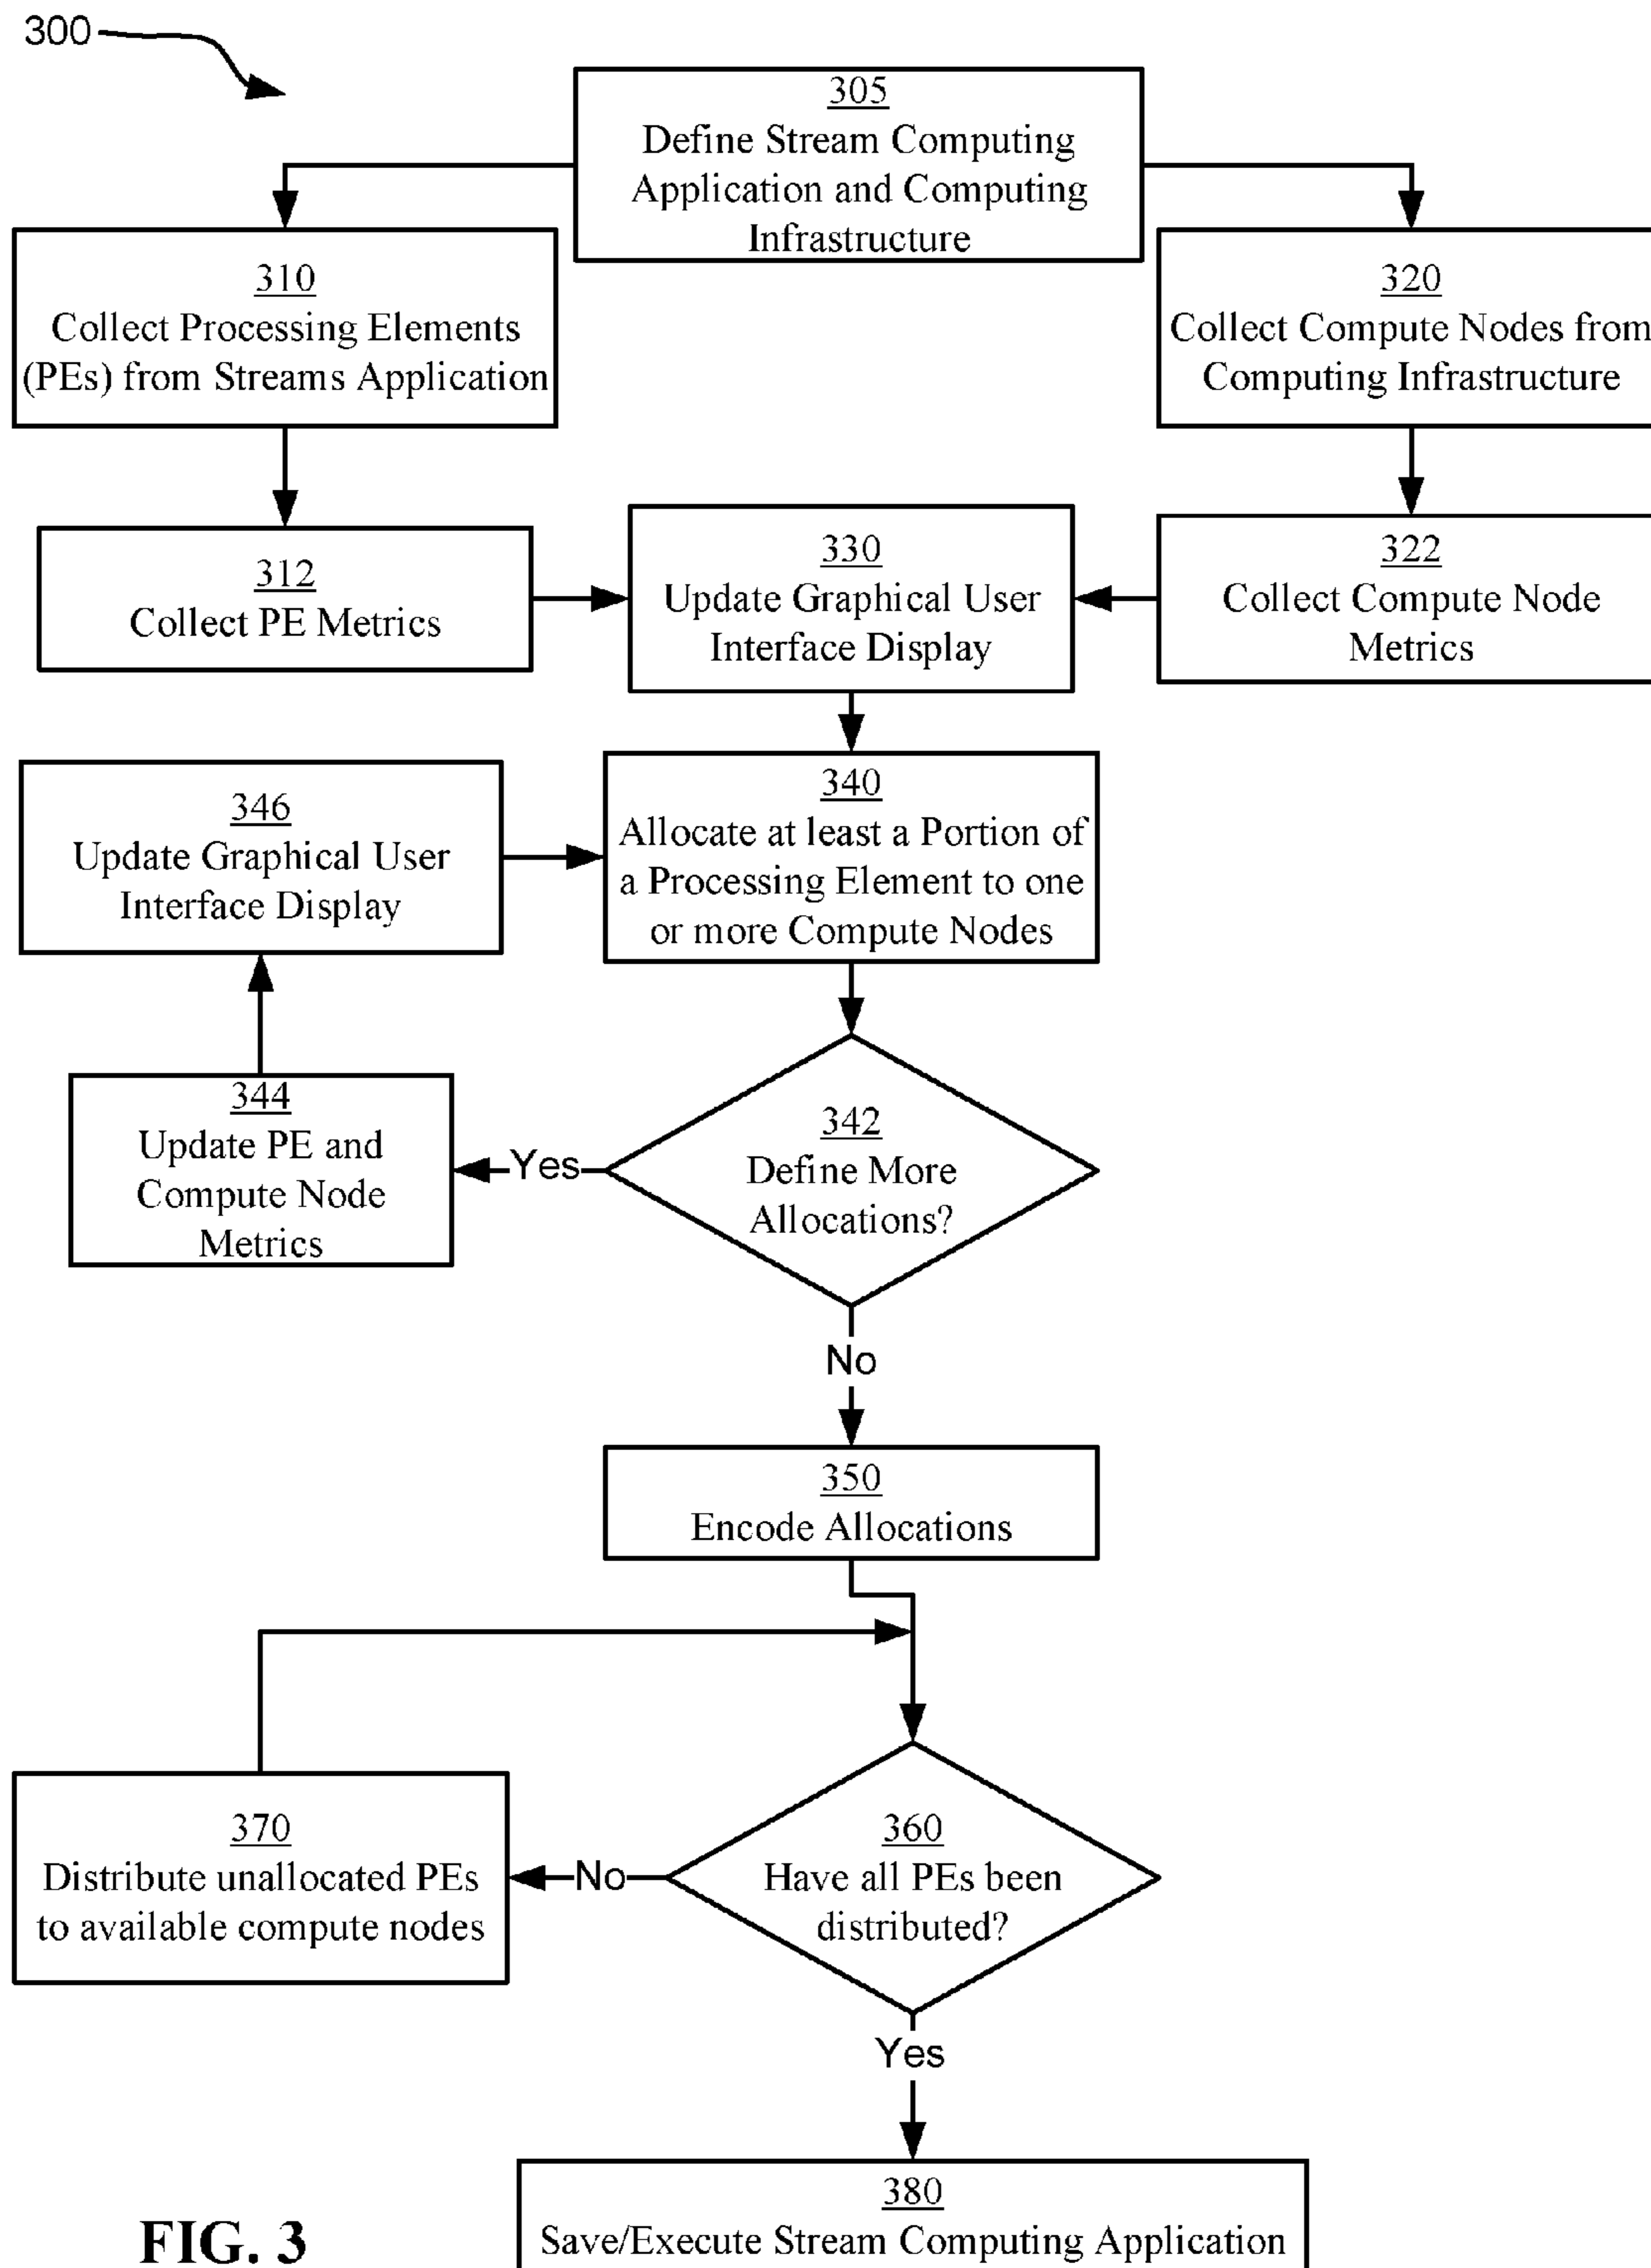 300
305
Define Stream Computing
Application and Computing
Infrastructure
310
Collect Processing Elements
(PEs) from Streams Application
320
Collect Compute Nodes from
Computing Infrastructure
312
Collect PE Metrics
330
Update Graphical User
Interface Display
322
Collect Compute Node
Metrics
346
Update Graphical User
Interface Display
340
Allocate at least a Portion of
a Processing Element to one
or more Compute Nodes
344
Update PE and
Compute Node
Metrics
Yes
342
Define More
Allocations?
No
350
Encode Allocations
370
Distribute unallocated PEs
to available compute nodes
No
360
Have all PEs been
distributed?
Yes
380
Save/Execute Stream Computing Application
FIG. 3